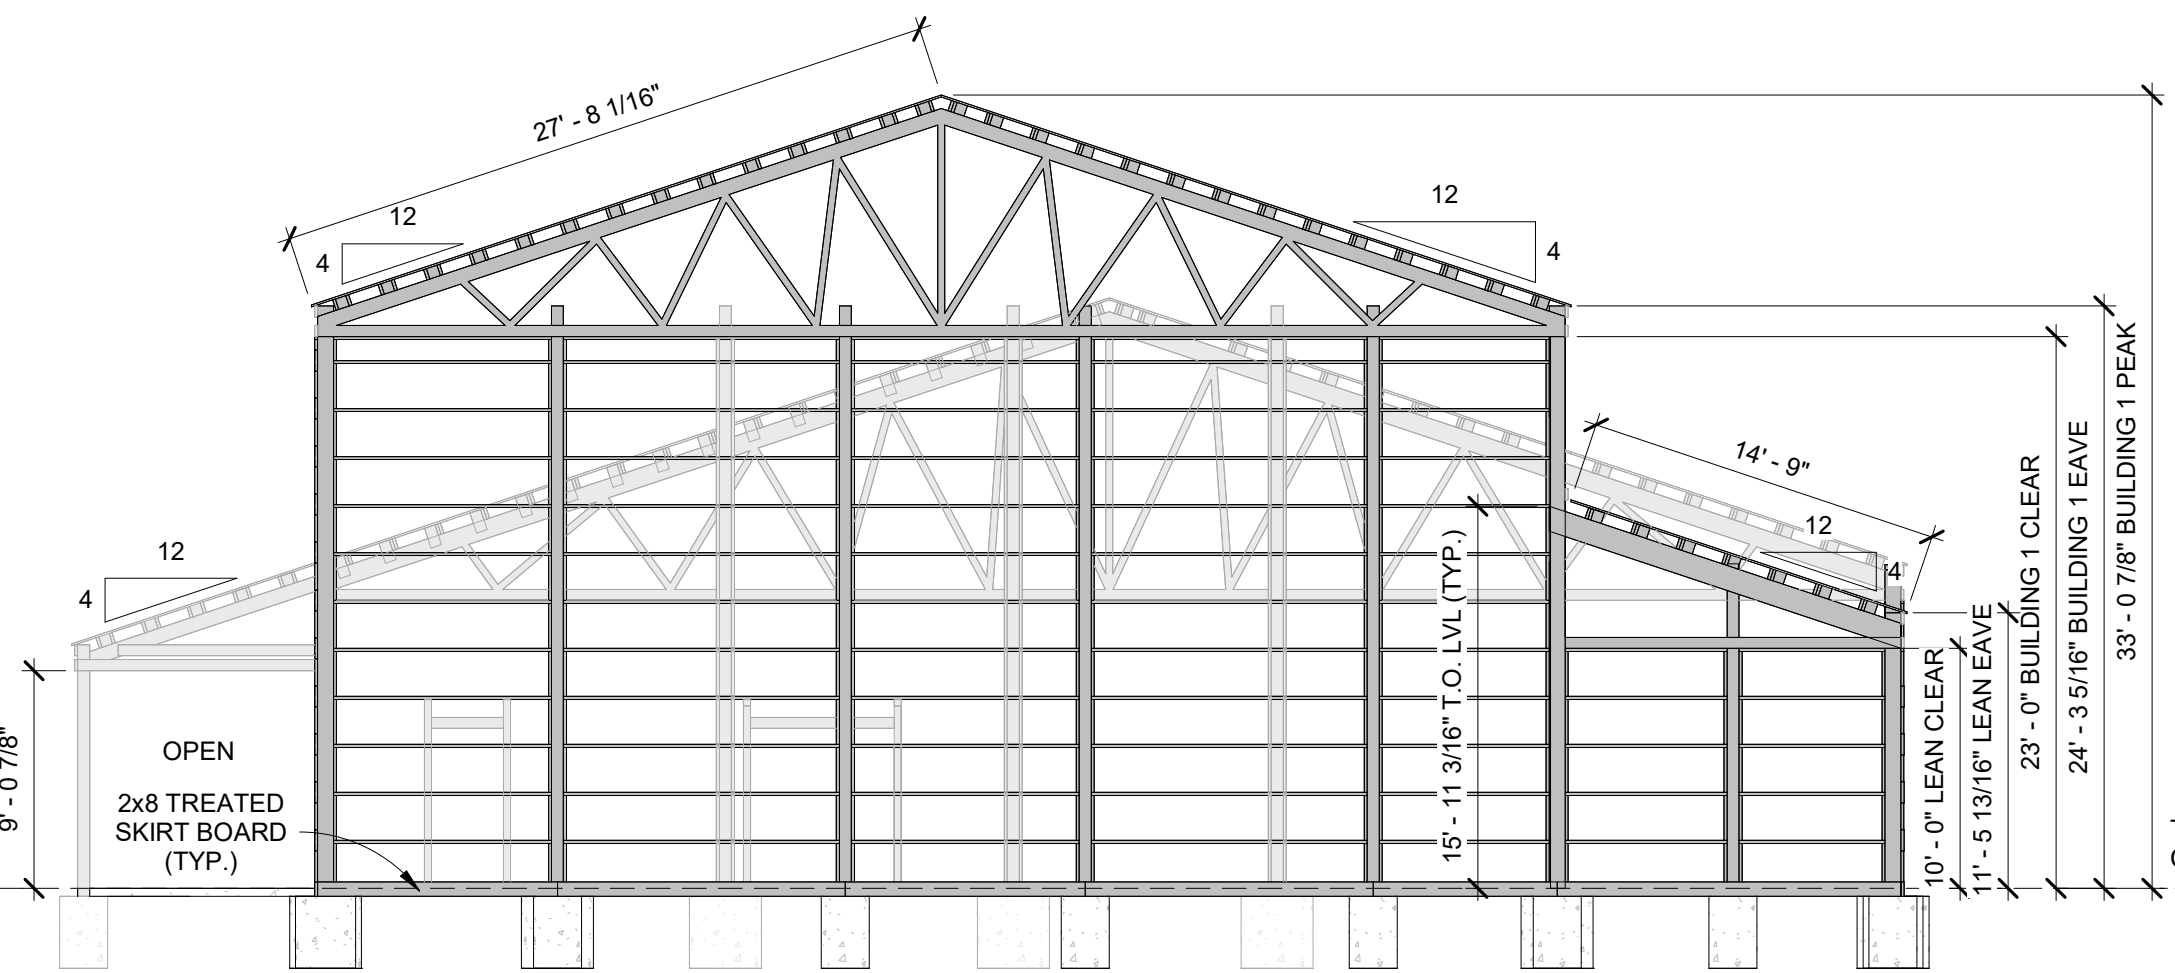 27' - 8 1/16"
12
4
12
4
12
4
14' - 9"
12
4
OPEN
2x8 TREATED
SKIRT BOARD
(TYP.)
9' - 0 7/8"
15' - 11 3/16" T.O. LVL (TYP.)
10' - 0" LEAN CLEAR
11' - 5 13/16" LEAN EAVE
23' - 0" BUILDING 1 CLEAR
24' - 3 5/16" BUILDING 1 EAVE
33' - 0 7/8" BUILDING 1 PEAK